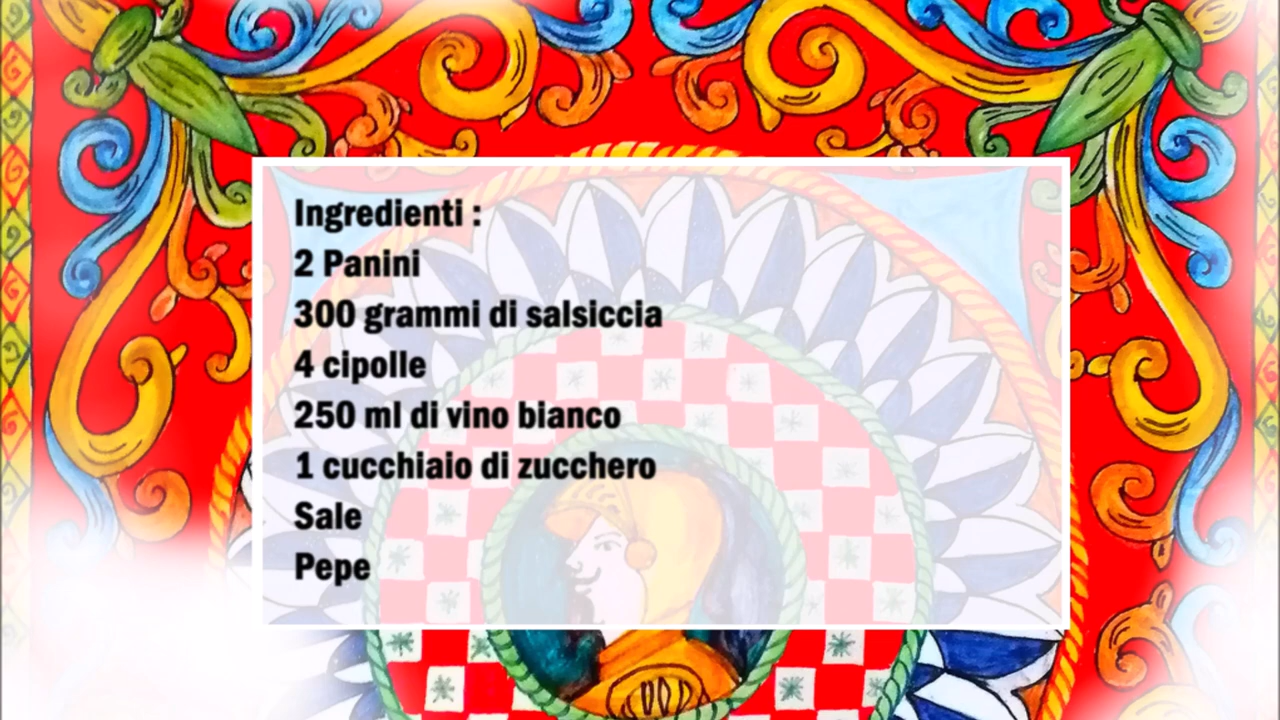 Ingredienti :
2 Panini
300 grammi di salsiccia
4 cipolle
250 ml di vino bianco
1 cucchiaio di zucchero
Sale
Pepe